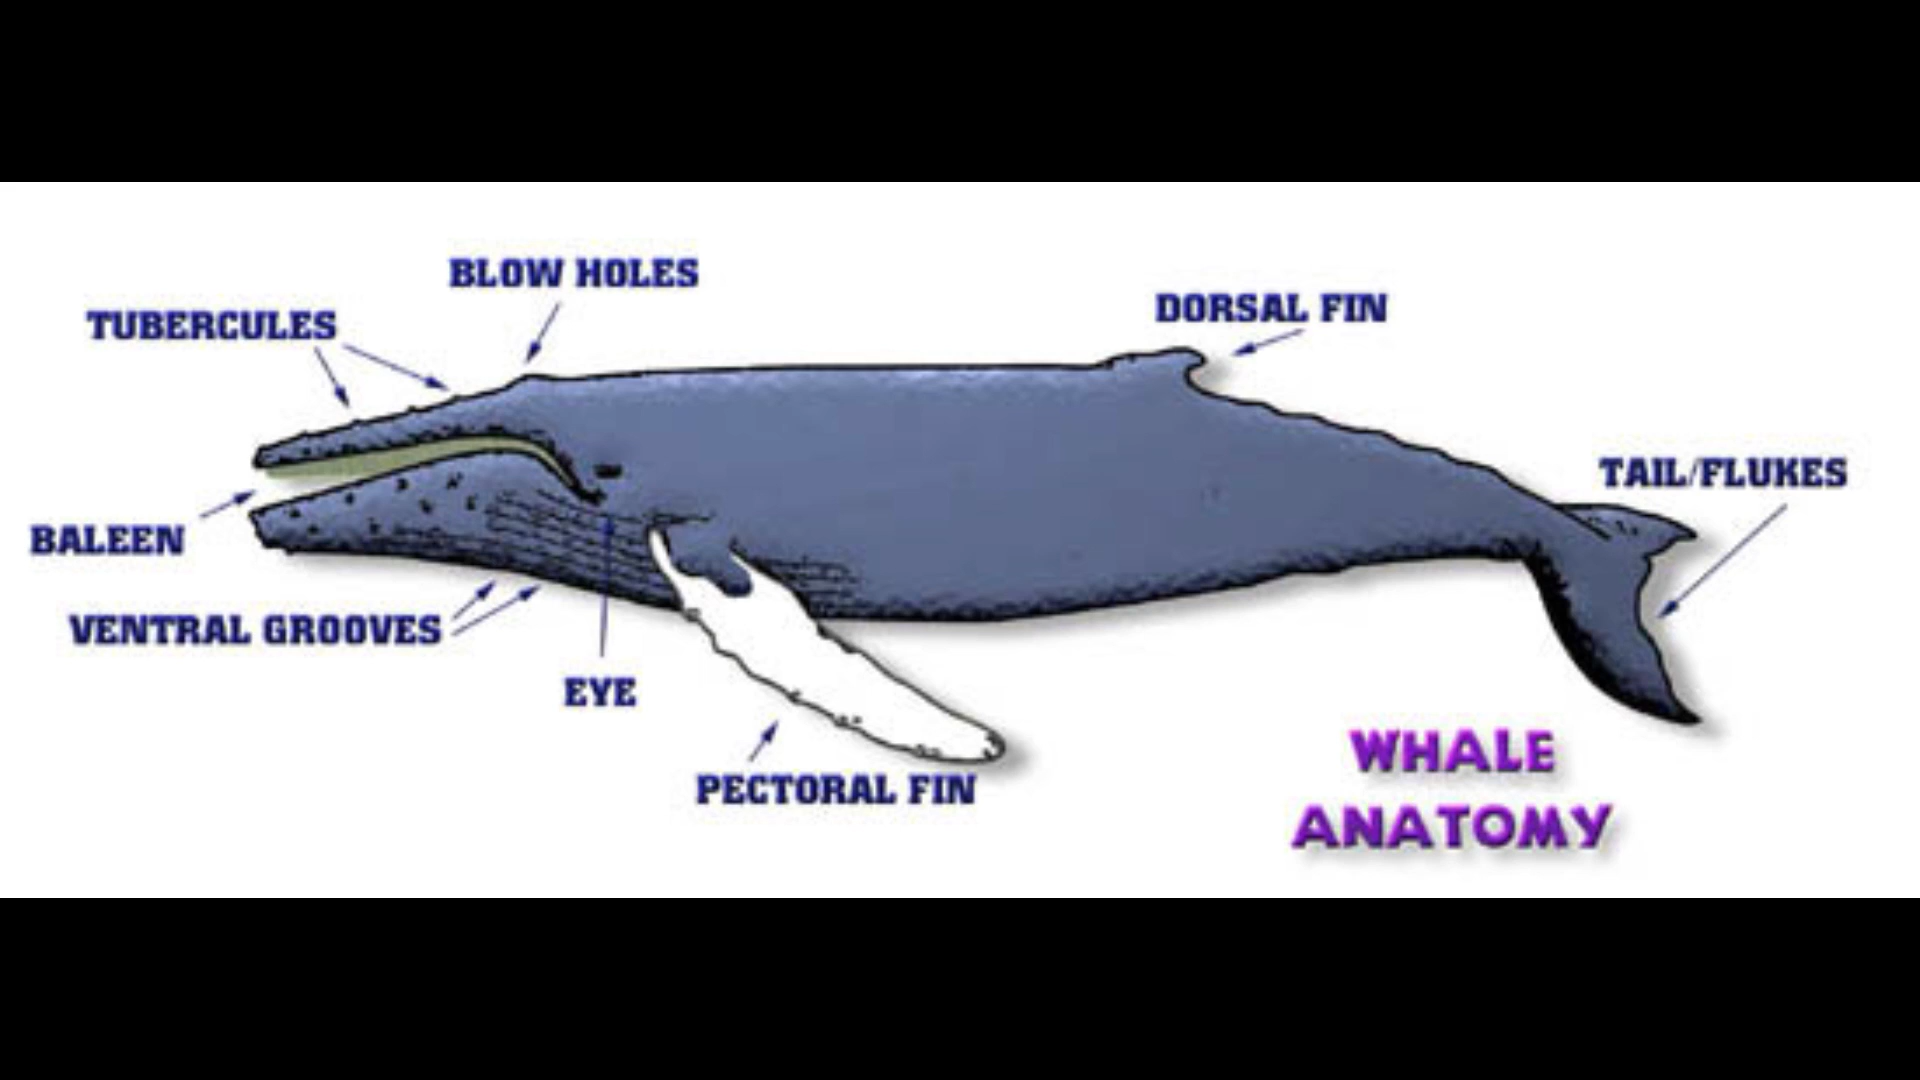 BLOW HOLES
TUBERCULES
DORSAL FIN
TAIL/FLUKES
BALEEN
VENTRAL GROOVES
EYE
PECTORAL FIN
WHALE
ANATOMY